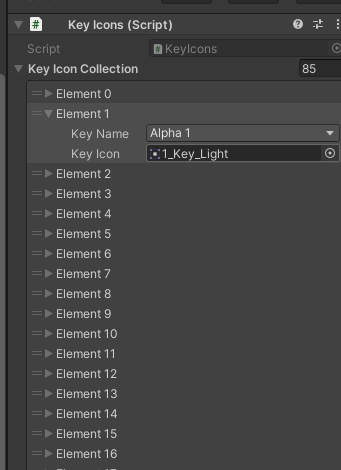 # Key Icons (Script)
Script # KeyIcons
Key Icon Collection 85
Element 0
Element 1
Key Name Alpha 1
Key Icon 1_Key_Light
Element 2
Element 3
Element 4
Element 5
Element 6
Element 7
Element 8
Element 9
Element 10
Element 11
Element 12
Element 13
Element 14
Element 15
Element 16